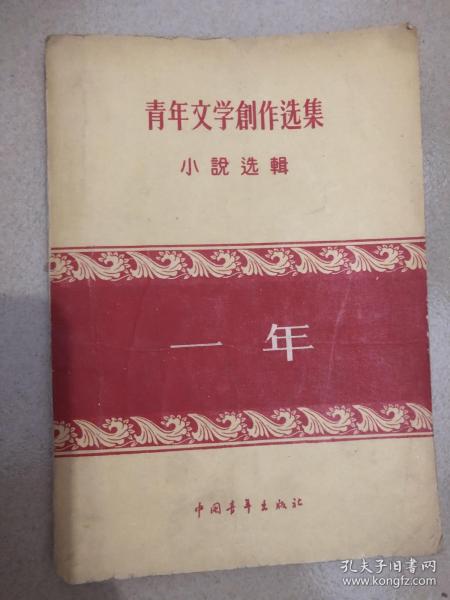 青年文学創作选集
小說选輯
一年
中国青年出版社
孔夫子旧书网
www.kongfz.com